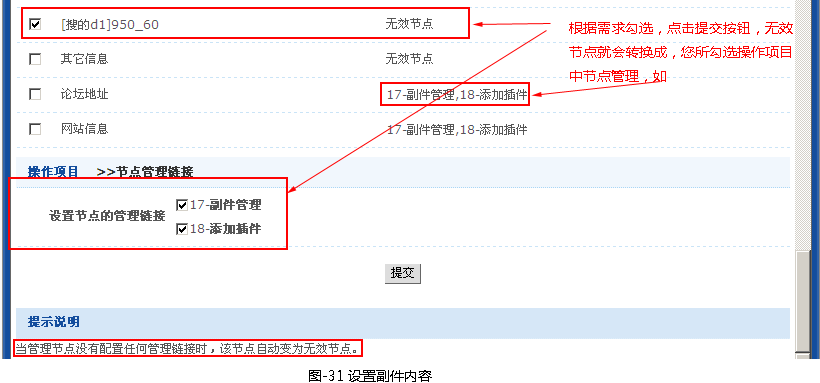 [搜的d1]950_60 无效节点
根据需求勾选，点击提交按钮，无效
节点就会转换成，您所勾选操作项目
中节点管理，如
其它信息 无效节点
论坛地址 17-副件管理,18-添加插件
网站信息 17-副件管理,18-添加插件
操作项目 >>节点管理链接
设置节点的管理链接 17-副件管理
18-添加插件
提交
提示说明
当管理节点没有配置任何管理链接时，该节点自动变为无效节点。
图-31 设置副件内容